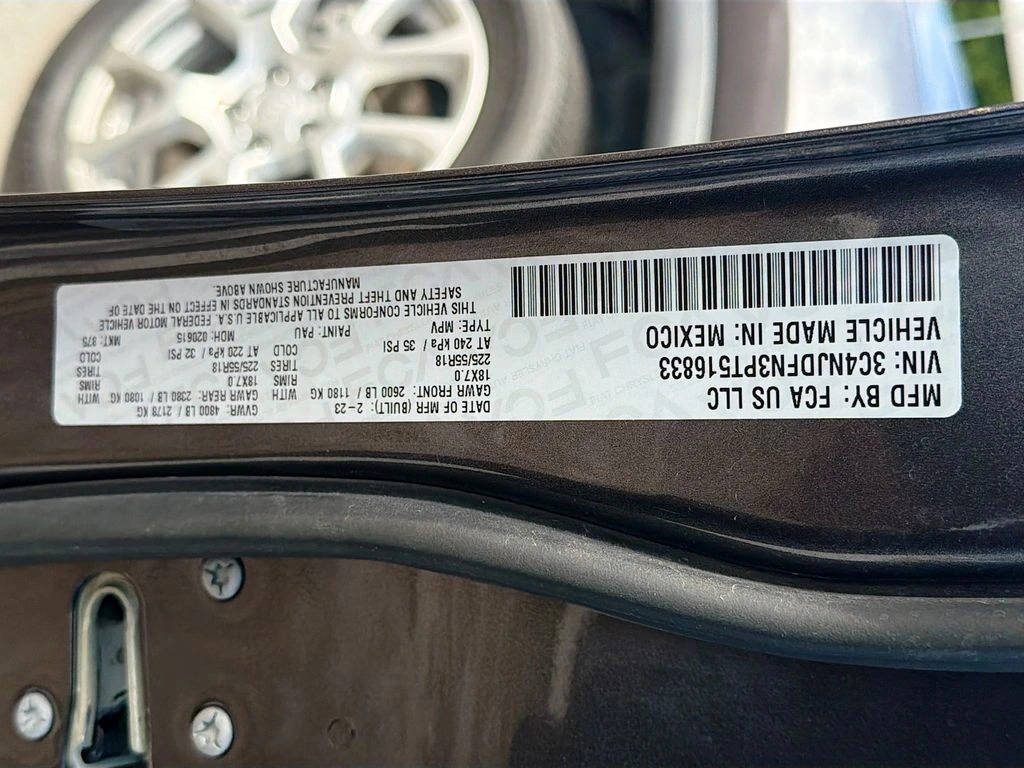 MFD BY: FCA US LLC
VIN: 3C4NJDFN3PT516833
VEHICLE MADE IN: MEXICO
DATE OF MFR (BUILT): 2-23 GVWR: 4800 LB / 2178 KG
GAWR FRONT: 2600 LB / 1180 KG WITH GAWR REAR: 2380 LB / 1080 KG WITH
18X7.0 RIMS 18X7.0 RIMS
225/55R18 TIRES 225/55R18 TIRES
AT 240 kPa / 35 PSI COLD AT 220 kPa / 32 PSI COLD
TYPE: MPV PAINT: PAU MDH: 020615 MKT: 875
THIS VEHICLE CONFORMS TO ALL APPLICABLE U.S.A. FEDERAL MOTOR VEHICLE
SAFETY AND THEFT PREVENTION STANDARDS IN EFFECT ON THE DATE OF
MANUFACTURE SHOWN ABOVE.